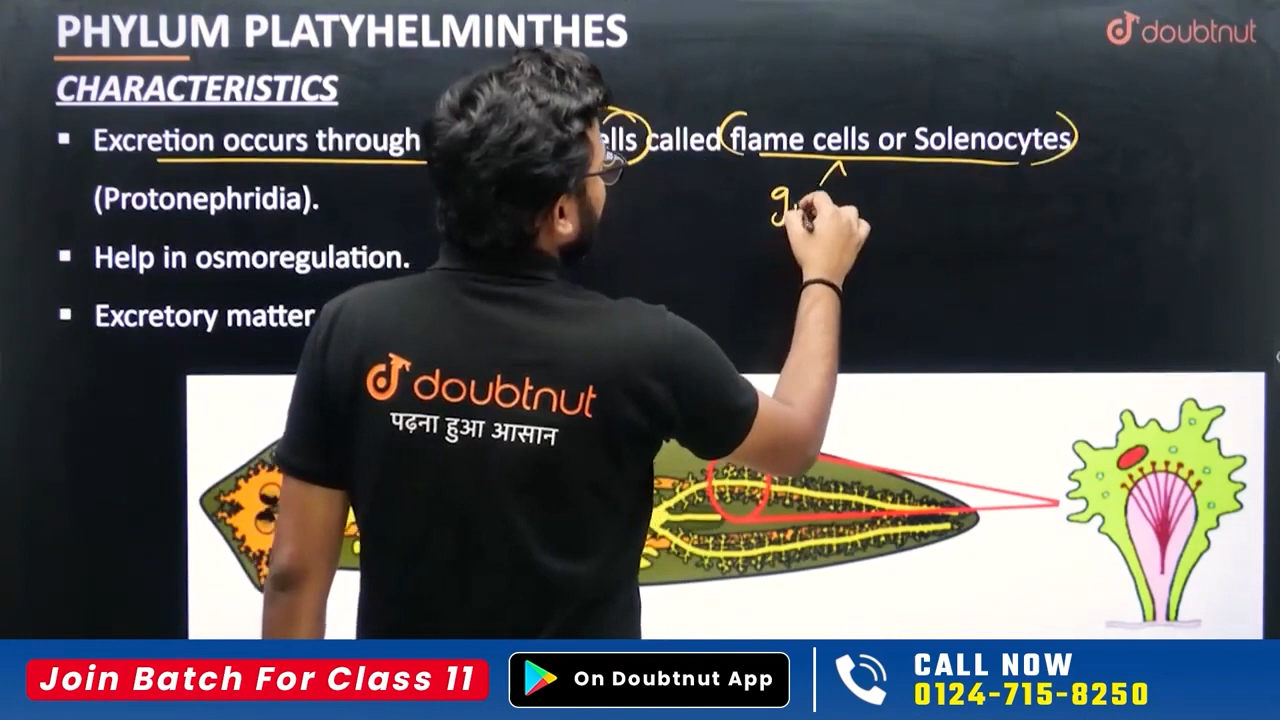 PHYLUM PLATYHELMINTHES
doubtnut
CHARACTERISTICS
Excretion occurs through ells called flame cells or Solenocytes
(Protonephridia).
Help in osmoregulation.
Excretory matter
doubtnut
पढ़ना हुआ आसान
Join Batch For Class 11
On Doubtnut App
CALL NOW
0124-715-8250